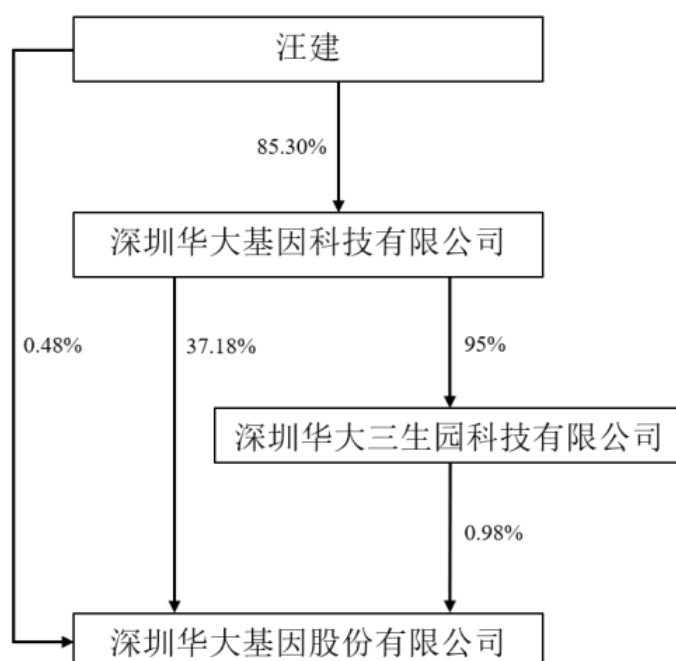 汪建
85.30%
深圳华大基因科技有限公司
0.48%
37.18%
95%
深圳华大三生园科技有限公司
0.98%
深圳华大基因股份有限公司